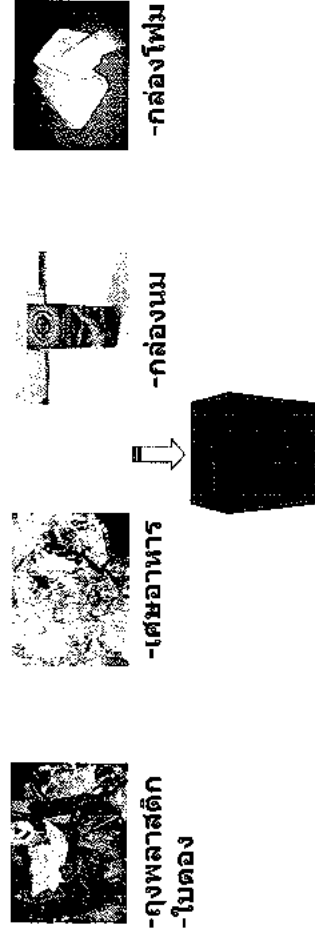 -ถุงพลาสติก
-ใบตอง
-เศษอาหาร
-กล่องนม
-กล่องโฟม